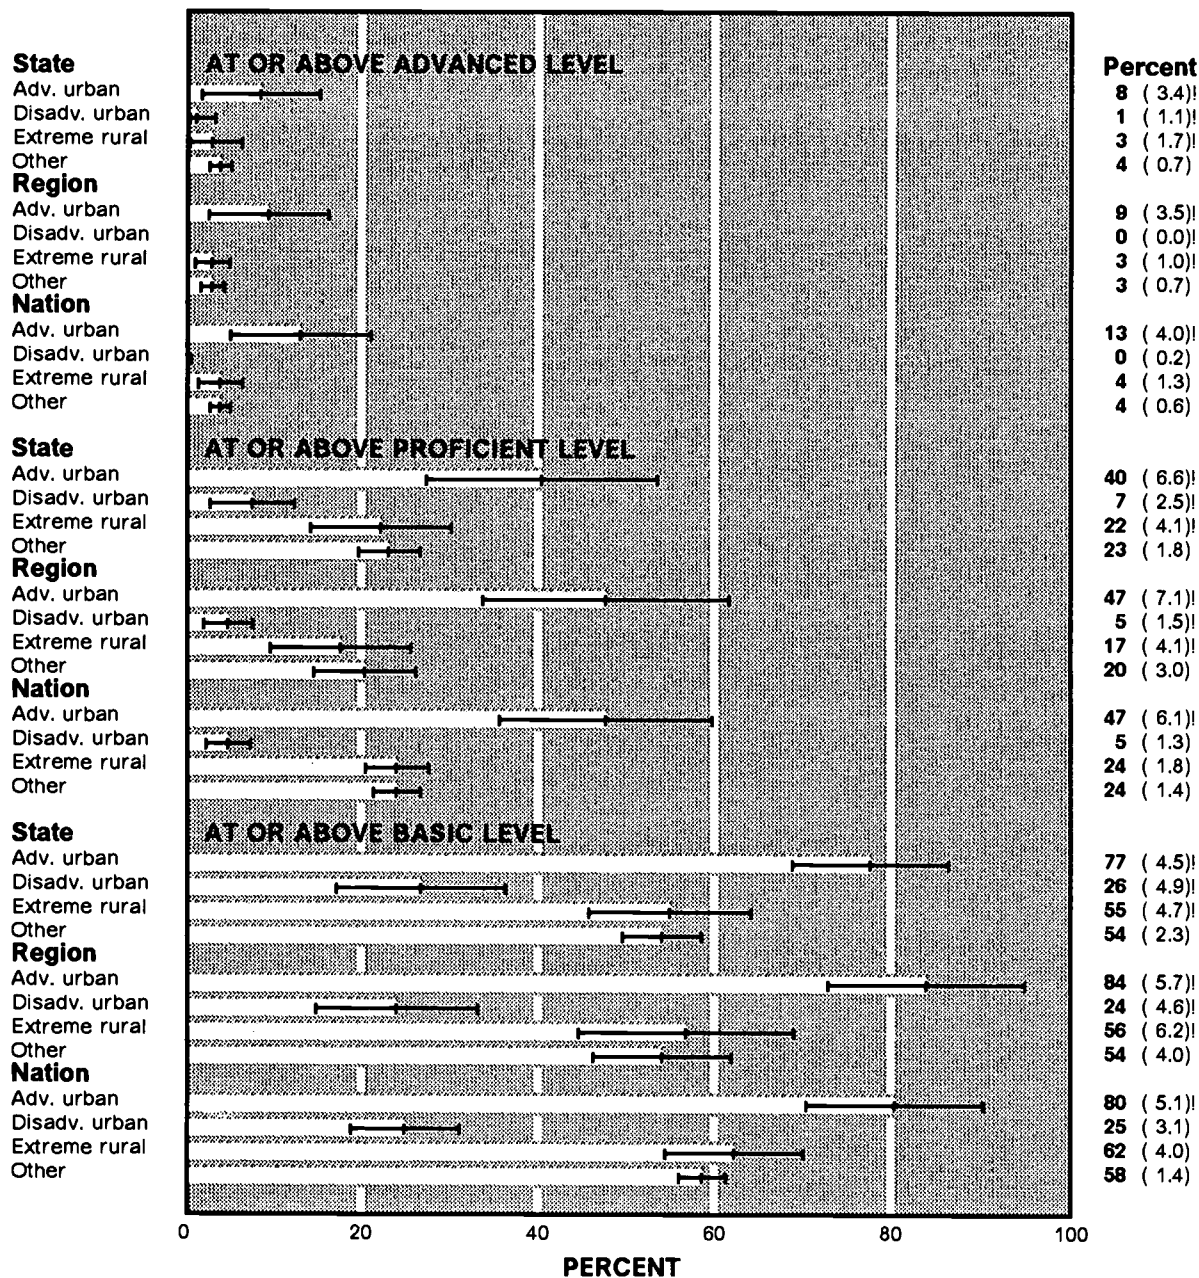 State AT OR ABOVE ADVANCED LEVEL Percent
Adv. urban 8 ( 3.4)!
Disadv. urban 1 ( 1.1)!
Extreme rural 3 ( 1.7)!
Other 4 ( 0.7)
Region
Adv. urban 9 ( 3.5)!
Disadv. urban 0 ( 0.0)!
Extreme rural 3 ( 1.0)!
Other 3 ( 0.7)
Nation
Adv. urban 13 ( 4.0)!
Disadv. urban 0 ( 0.2)
Extreme rural 4 ( 1.3)
Other 4 ( 0.6)
State AT OR ABOVE PROFICIENT LEVEL
Adv. urban 40 ( 6.6)!
Disadv. urban 7 ( 2.5)!
Extreme rural 22 ( 4.1)!
Other 23 ( 1.8)
Region
Adv. urban 47 ( 7.1)!
Disadv. urban 5 ( 1.5)!
Extreme rural 17 ( 4.1)!
Other 20 ( 3.0)
Nation
Adv. urban 47 ( 6.1)!
Disadv. urban 5 ( 1.3)
Extreme rural 24 ( 1.8)
Other 24 ( 1.4)
State AT OR ABOVE BASIC LEVEL
Adv. urban 77 ( 4.5)!
Disadv. urban 26 ( 4.9)!
Extreme rural 55 ( 4.7)!
Other 54 ( 2.3)
Region
Adv. urban 84 ( 5.7)!
Disadv. urban 24 ( 4.6)!
Extreme rural 56 ( 6.2)!
Other 54 ( 4.0)
Nation
Adv. urban 80 ( 5.1)!
Disadv. urban 25 ( 3.1)
Extreme rural 62 ( 4.0)
Other 58 ( 1.4)
0 20 40 60 80 100
PERCENT